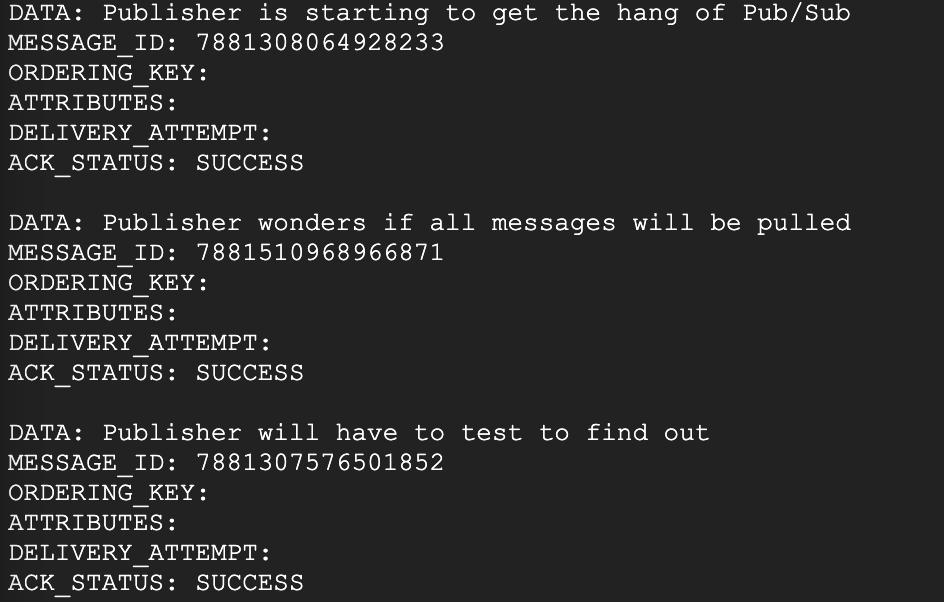 DATA: Publisher is starting to get the hang of Pub/Sub
MESSAGE_ID: 7881308064928233
ORDERING_KEY:
ATTRIBUTES:
DELIVERY_ATTEMPT:
ACK_STATUS: SUCCESS
DATA: Publisher wonders if all messages will be pulled
MESSAGE_ID: 7881510968966871
ORDERING_KEY:
ATTRIBUTES:
DELIVERY_ATTEMPT:
ACK_STATUS: SUCCESS
DATA: Publisher will have to test to find out
MESSAGE_ID: 7881307576501852
ORDERING_KEY:
ATTRIBUTES:
DELIVERY_ATTEMPT:
ACK_STATUS: SUCCESS